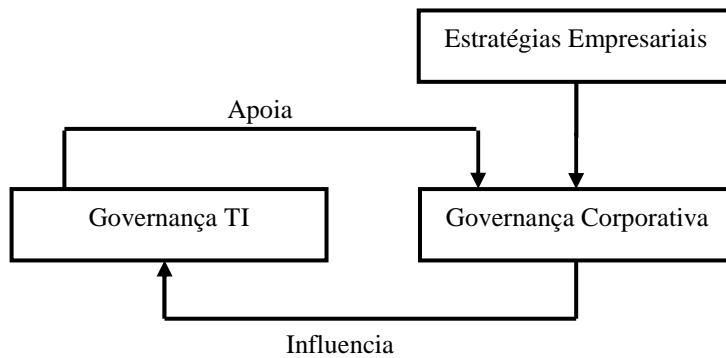 Estratégias Empresariais
Apoia
Governança TI
Governança Corporativa
Influencia